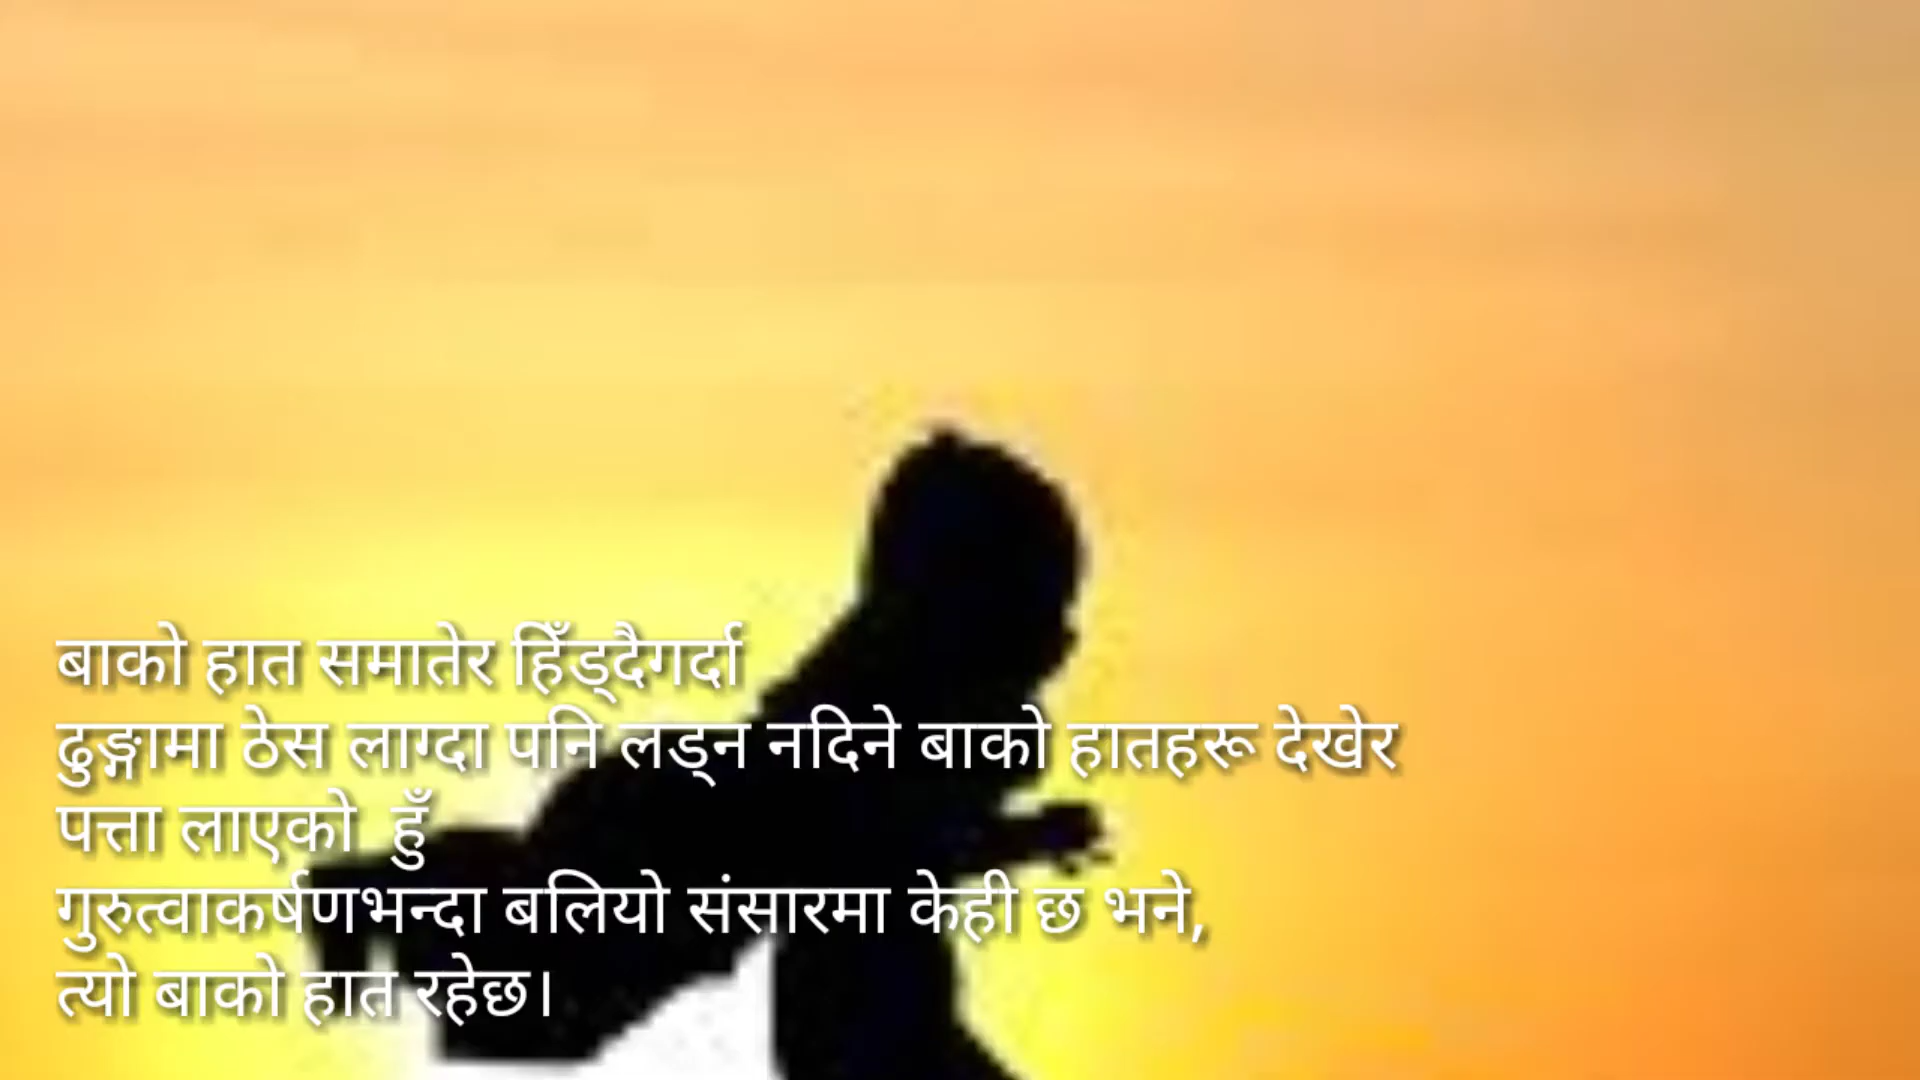 बाको हात समातेर हिँड्दैगर्दा
ढुङ्गामा ठेस लाग्दा पनि लड्न नदिने बाको हातहरू देखेर
पत्ता लाएको  हुँ
गुरुत्वाकर्षणभन्दा बलियो संसारमा केही छ भने,
त्यो बाको हात रहेछ।